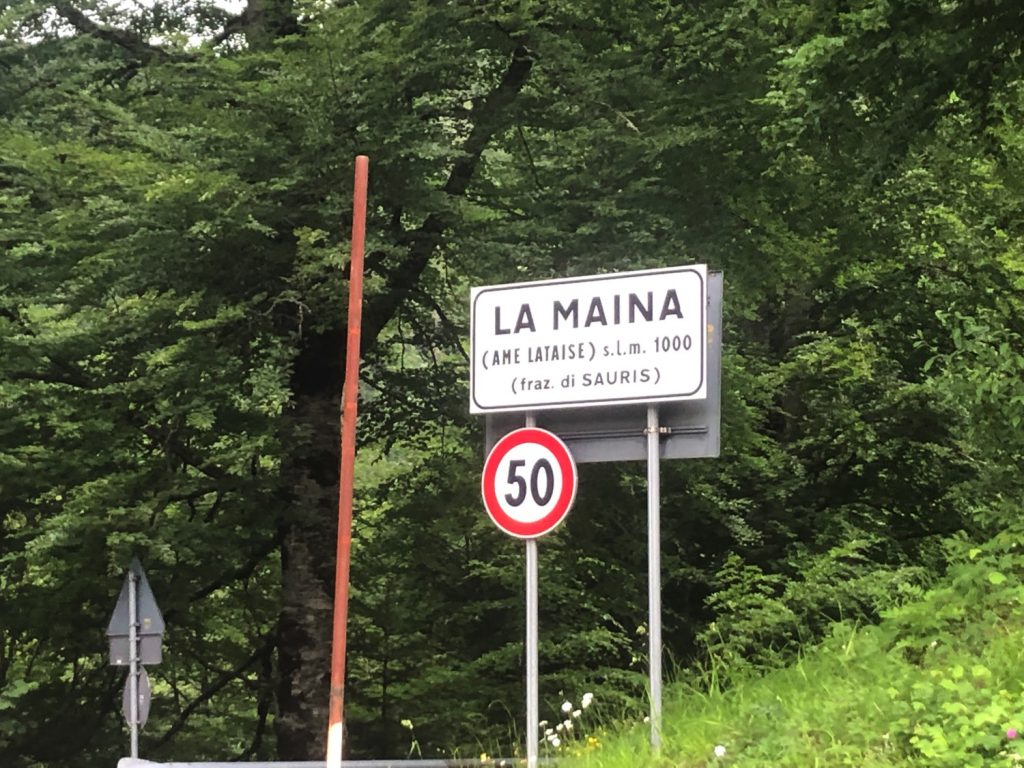 LA MAINA
(AME LATAISE) s.l.m. 1000
(fraz. di SAURIS)
50